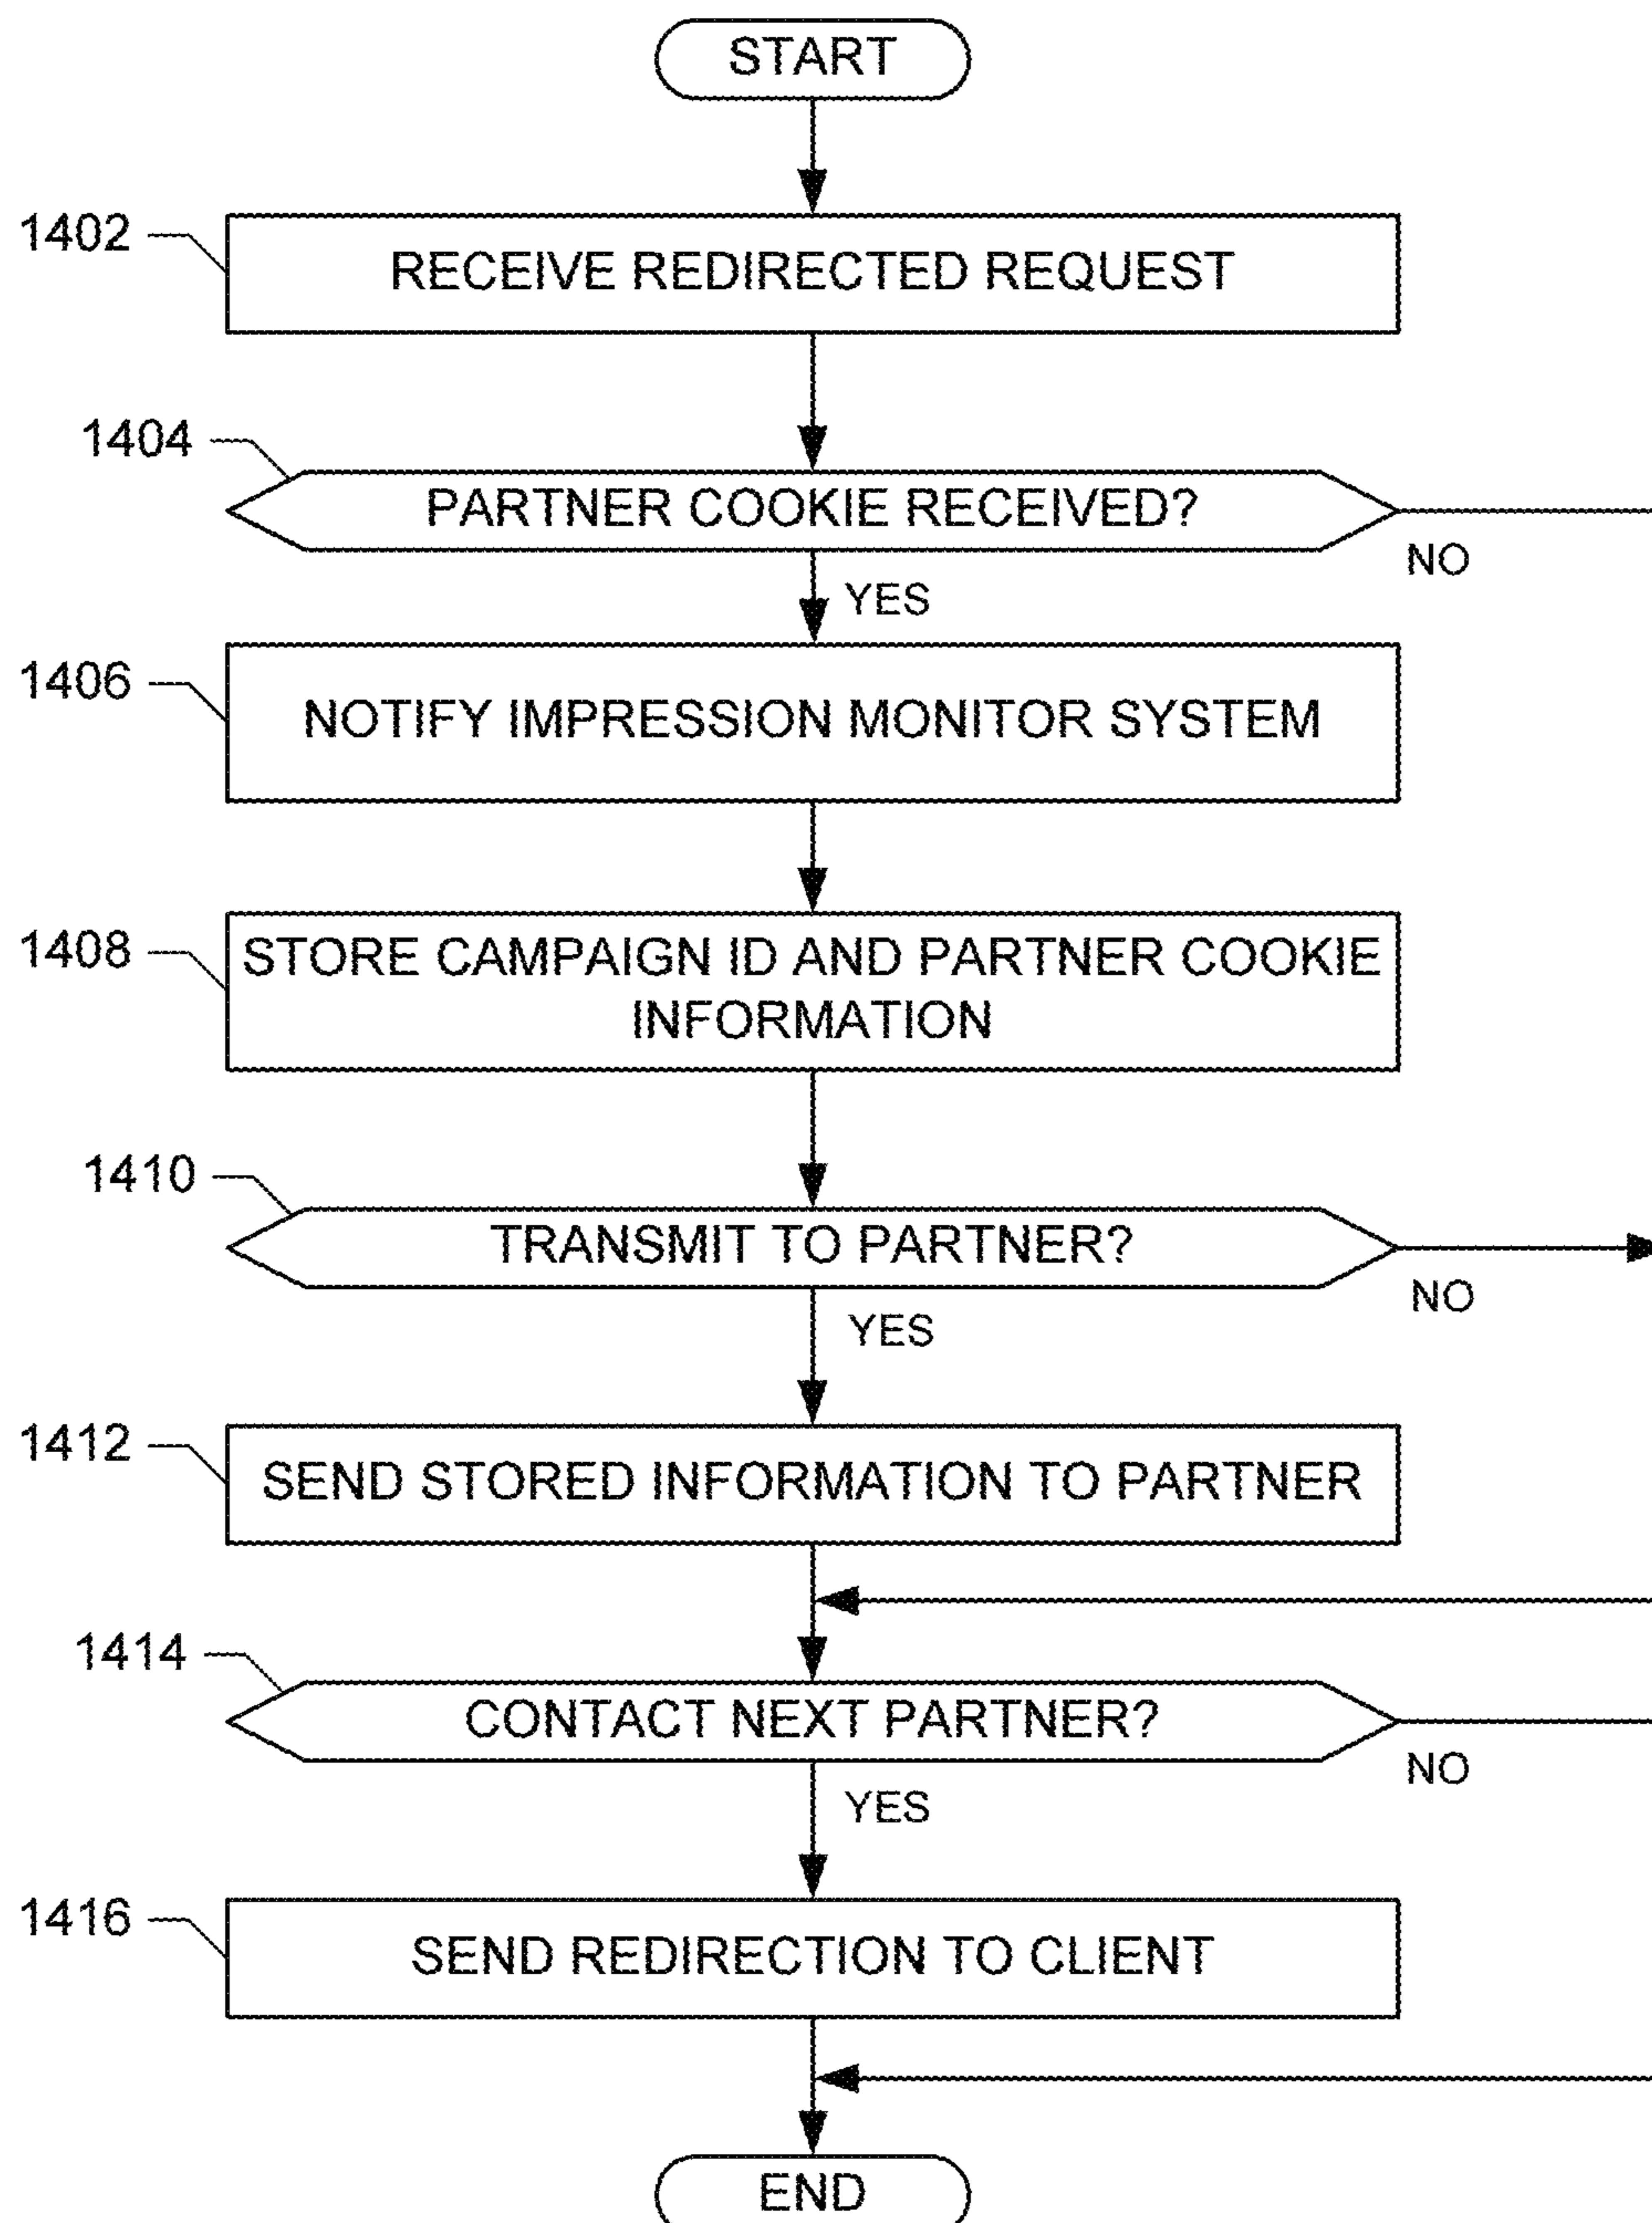 START
1402
RECEIVE REDIRECTED REQUEST
1404
PARTNER COOKIE RECEIVED?
NO
YES
1406
NOTIFY IMPRESSION MONITOR SYSTEM
1408
STORE CAMPAIGN ID AND PARTNER COOKIE
INFORMATION
1410
TRANSMIT TO PARTNER?
NO
YES
1412
SEND STORED INFORMATION TO PARTNER
1414
CONTACT NEXT PARTNER?
NO
YES
1416
SEND REDIRECTION TO CLIENT
END